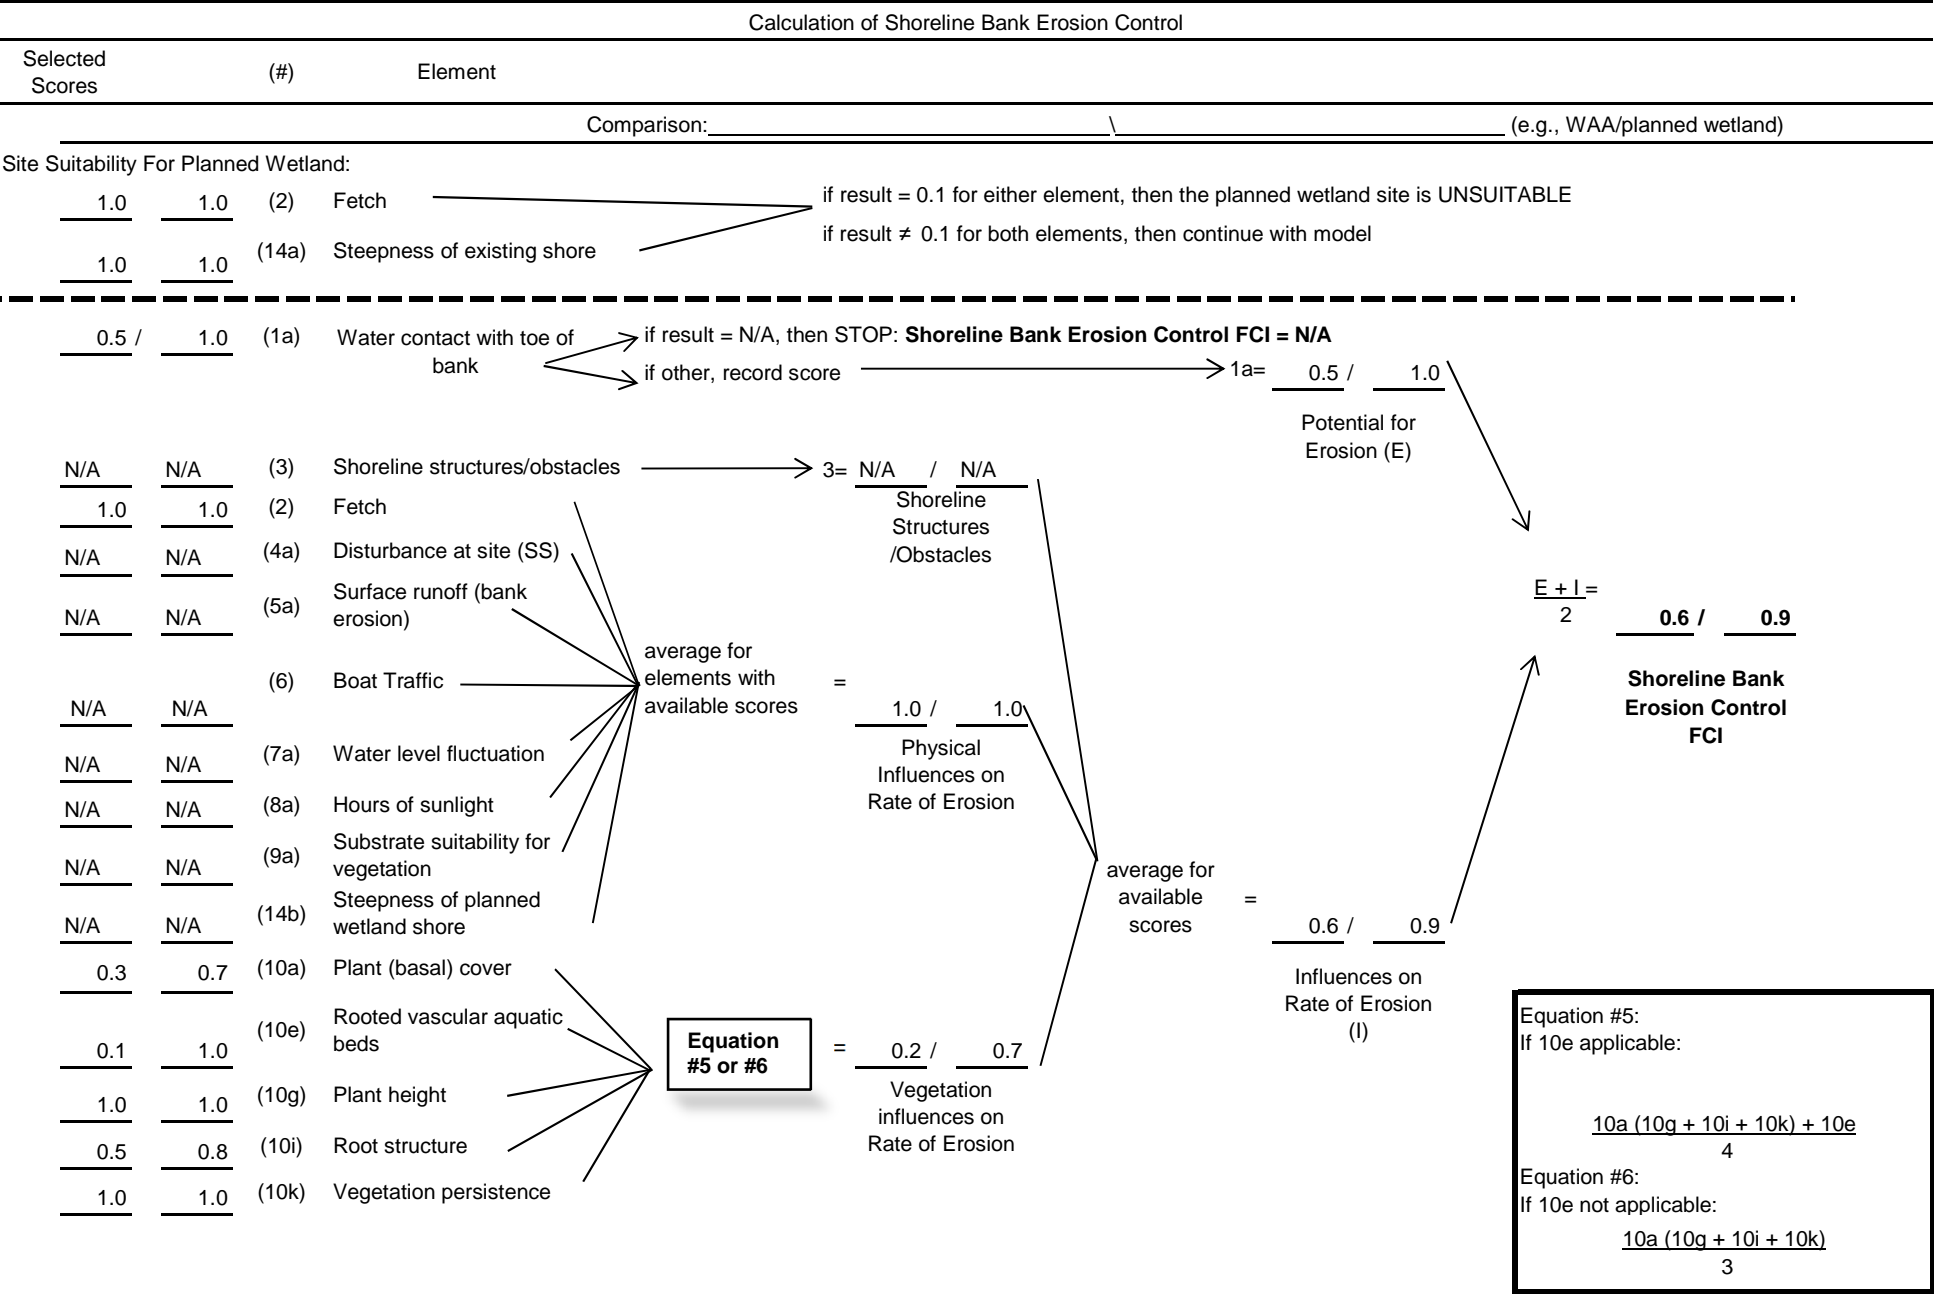 Calculation of Shoreline Bank Erosion Control
Selected Scores (#) Element
Comparison: \ (e.g., WAA/planned wetland)
Site Suitability For Planned Wetland:
1.0 1.0 (2) Fetch
if result = 0.1 for either element, then the planned wetland site is UNSUITABLE
if result ≠ 0.1 for both elements, then continue with model
1.0 1.0 (14a) Steepness of existing shore
0.5 / 1.0 (1a) Water contact with toe of
bank
if result = N/A, then STOP: Shoreline Bank Erosion Control FCI = N/A
if other, record score
1a= 0.5 / 1.0
Potential for
Erosion (E)
N/A N/A (3) Shoreline structures/obstacles
3= N/A / N/A
Shoreline
Structures
/Obstacles
1.0 1.0 (2) Fetch
N/A N/A (4a) Disturbance at site (SS)
N/A N/A (5a) Surface runoff (bank
erosion)
N/A N/A (6) Boat Traffic
average for
elements with
available scores
= 1.0 / 1.0
Physical
Influences on
Rate of Erosion
N/A N/A (7a) Water level fluctuation
N/A N/A (8a) Hours of sunlight
N/A N/A (9a) Substrate suitability for
vegetation
N/A N/A (14b) Steepness of planned
wetland shore
E + I =
2
0.6 / 0.9
Shoreline Bank
Erosion Control
FCI
average for
available
scores
= 0.6 / 0.9
Influences on
Rate of Erosion
(I)
0.3 0.7 (10a) Plant (basal) cover
0.1 1.0 (10e) Rooted vascular aquatic
beds
1.0 1.0 (10g) Plant height
0.5 0.8 (10i) Root structure
1.0 1.0 (10k) Vegetation persistence
Equation
#5 or #6
= 0.2 / 0.7
Vegetation
influences on
Rate of Erosion
Equation #5:
If 10e applicable:
10a (10g + 10i + 10k) + 10e
4
Equation #6:
If 10e not applicable:
10a (10g + 10i + 10k)
3